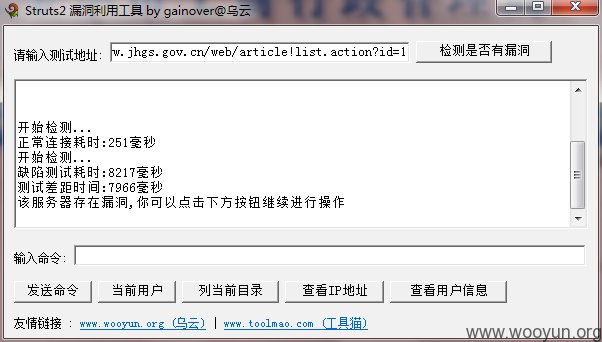 Struts2 漏洞利用工具 by gainover@乌云
请输入测试地址: w.jhgs.gov.cn/web/article!list.action?id=1 检测是否有漏洞
开始检测...
正常连接耗时:251毫秒
开始检测...
缺陷测试耗时:8217毫秒
测试差距时间:7966毫秒
该服务器存在漏洞,你可以点击下方按钮继续进行操作
输入命令:
发送命令 当前用户 列当前目录 查看IP地址 查看用户信息
友情链接 : www.wooyun.org (乌云) | www.toolmao.com (工具猫)
www.wooyun.org